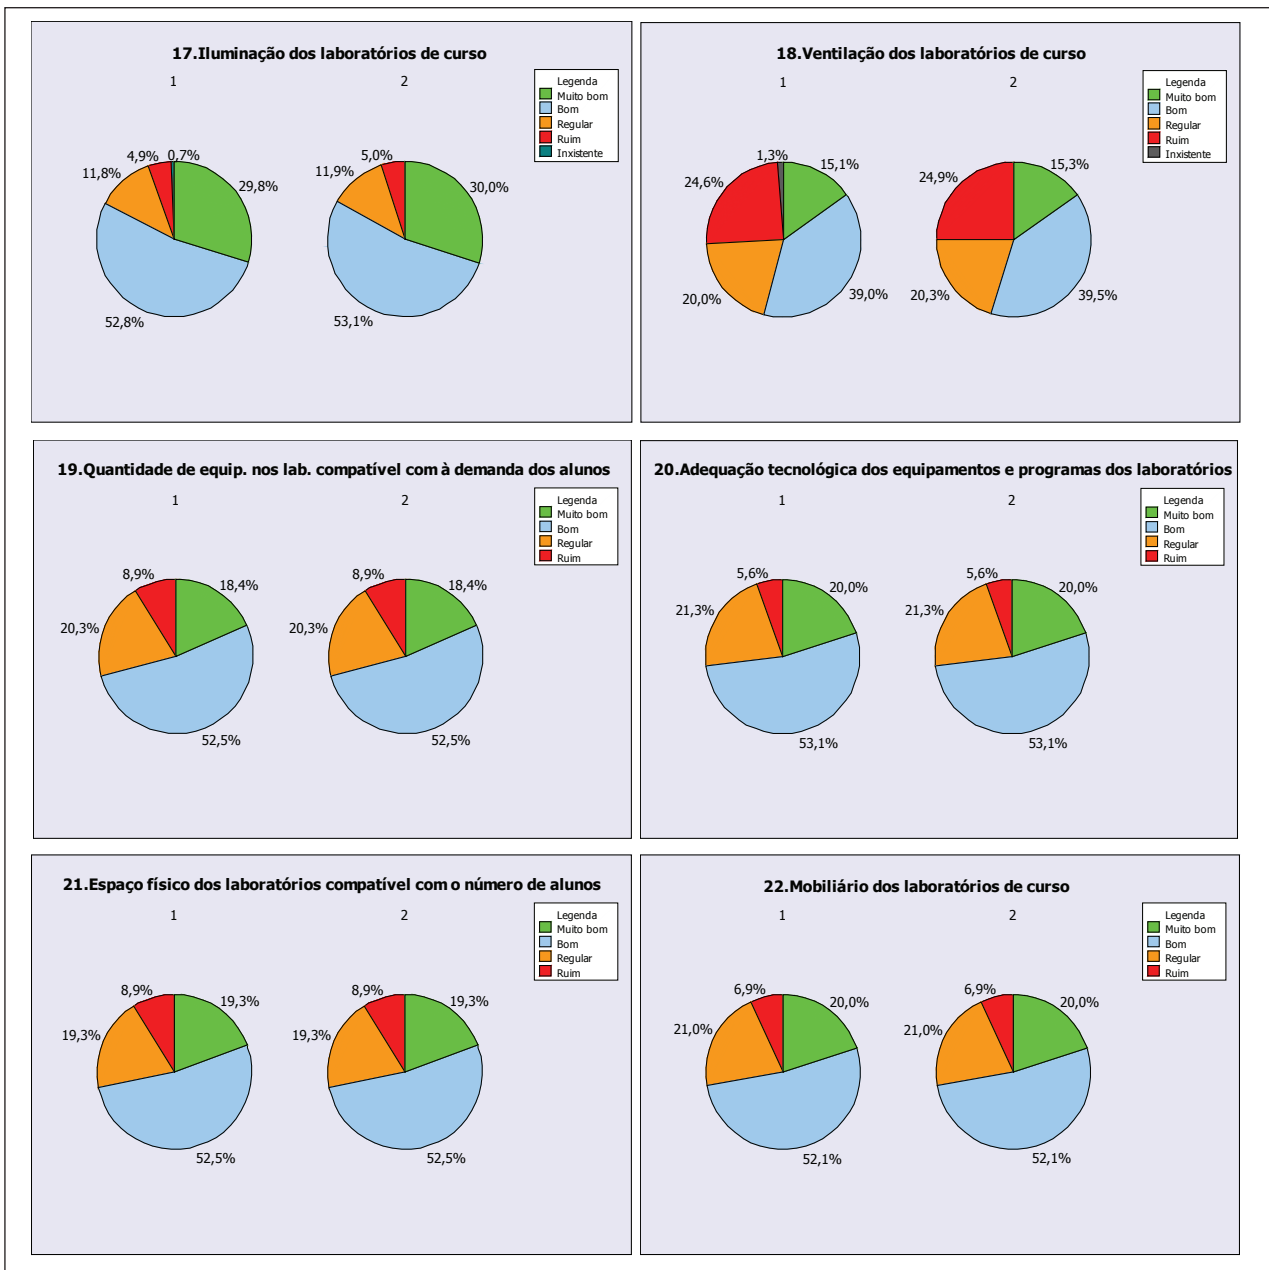 17.Iluminação dos laboratórios de curso
1
2
Legenda
Muito bom
Bom
Regular
Ruim
Inxistente
29,8%
52,8%
11,8%
4,9%
0,7%
30,0%
53,1%
11,9%
5,0%
18.Ventilação dos laboratórios de curso
1
2
Legenda
Muito bom
Bom
Regular
Ruim
Inxistente
15,1%
39,0%
20,0%
24,6%
1,3%
15,3%
39,5%
20,3%
24,9%
19.Quantidade de equip. nos lab. compatível com à demanda dos alunos
1
2
Legenda
Muito bom
Bom
Regular
Ruim
18,4%
52,5%
20,3%
8,9%
18,4%
52,5%
20,3%
8,9%
20.Adequação tecnológica dos equipamentos e programas dos laboratórios
1
2
Legenda
Muito bom
Bom
Regular
Ruim
20,0%
53,1%
21,3%
5,6%
20,0%
53,1%
21,3%
5,6%
21.Espaço físico dos laboratórios compatível com o número de alunos
1
2
Legenda
Muito bom
Bom
Regular
Ruim
19,3%
52,5%
19,3%
8,9%
19,3%
52,5%
19,3%
8,9%
22.Mobiliário dos laboratórios de curso
1
2
Legenda
Muito bom
Bom
Regular
Ruim
20,0%
52,1%
21,0%
6,9%
20,0%
52,1%
21,0%
6,9%